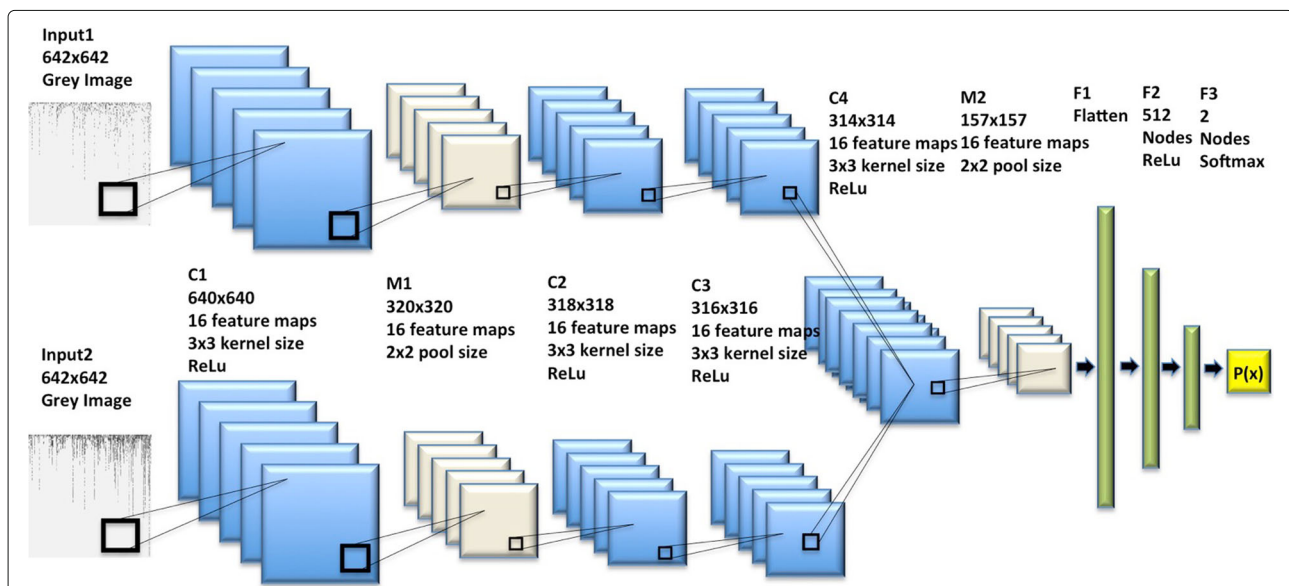 Input1
642x642
Grey Image
C4
314x314
16 feature maps
3x3 kernel size
ReLu
M2
157x157
16 feature maps
2x2 pool size
F1
Flatten
F2
512
Nodes
ReLu
F3
2
Nodes
Softmax
C1
640x640
16 feature maps
3x3 kernel size
ReLu
M1
320x320
16 feature maps
2x2 pool size
C2
318x318
16 feature maps
3x3 kernel size
ReLu
C3
316x316
16 feature maps
3x3 kernel size
ReLu
Input2
642x642
Grey Image
P(x)